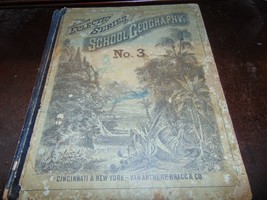 ECLECTIC
SERIES
SCHOOL GEOGRAPHY,
No. 3.
CINCINNATI & NEW YORK - VAN ANTWERP, BRAGG & CO.